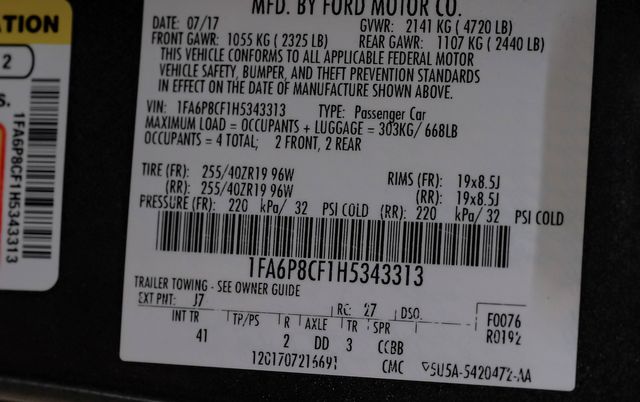 MFD. BY FORD MOTOR CO.
DATE: 07/17 GVWR: 2141 KG ( 4720 LB)
FRONT GAWR: 1055 KG ( 2325 LB) REAR GAWR: 1107 KG ( 2440 LB)
THIS VEHICLE CONFORMS TO ALL APPLICABLE FEDERAL MOTOR
VEHICLE SAFETY, BUMPER, AND THEFT PREVENTION STANDARDS
IN EFFECT ON THE DATE OF MANUFACTURE SHOWN ABOVE.
VIN: 1FA6P8CF1H5343313 TYPE: Passenger Car
MAXIMUM LOAD = OCCUPANTS + LUGGAGE = 303KG/ 668LB
OCCUPANTS = 4 TOTAL; 2 FRONT, 2 REAR
TIRE (FR): 255/40ZR19 96W RIMS (FR): 19x8.5J
(RR): 255/40ZR19 96W (RR): 19x8.5J
PRESSURE (FR): 220 kPa/ 32 PSI COLD (RR): 220 kPa/ 32 PSI COLD
1FA6P8CF1H5343313
TRAILER TOWING - SEE OWNER GUIDE
EXT PNT: J7 RC: 27 DSO:
INT TR TP/PS R AXLE TR SPR
41 2 DD 3 CCBB
F0076
R0192
12017072156​91 CMC SU5A-5420472-AA
ATION
2
S.
1FA6P8CF1H5343313